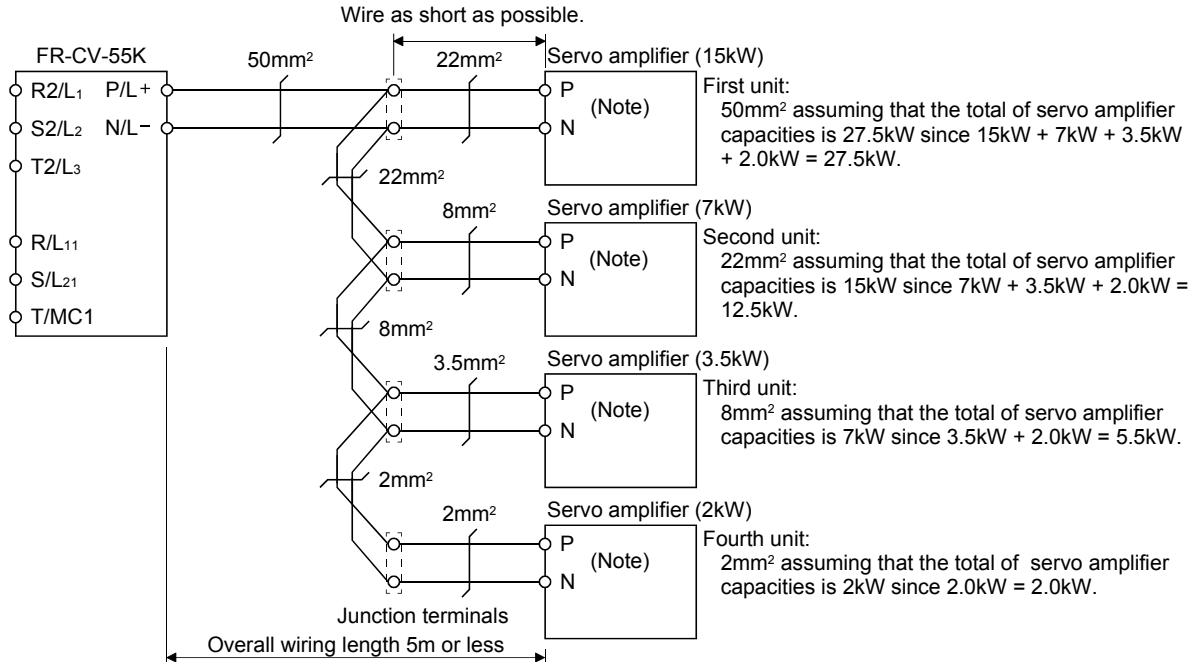 Wire as short as possible.
FR-CV-55K
50mm²
22mm²
Servo amplifier (15kW)
R2/L1 P/L+
S2/L2 N/L−
T2/L3
R/L11
S/L21
T/MC1
P
(Note)
N
First unit:
50mm² assuming that the total of servo amplifier
capacities is 27.5kW since 15kW + 7kW + 3.5kW
+ 2.0kW = 27.5kW.
22mm²
8mm²
Servo amplifier (7kW)
P
(Note)
N
Second unit:
22mm² assuming that the total of servo amplifier
capacities is 15kW since 7kW + 3.5kW + 2.0kW =
12.5kW.
8mm²
3.5mm²
Servo amplifier (3.5kW)
P
(Note)
N
Third unit:
8mm² assuming that the total of servo amplifier
capacities is 7kW since 3.5kW + 2.0kW = 5.5kW.
2mm²
2mm²
Servo amplifier (2kW)
P
(Note)
N
Fourth unit:
2mm² assuming that the total of servo amplifier
capacities is 2kW since 2.0kW = 2.0kW.
Junction terminals
Overall wiring length 5m or less